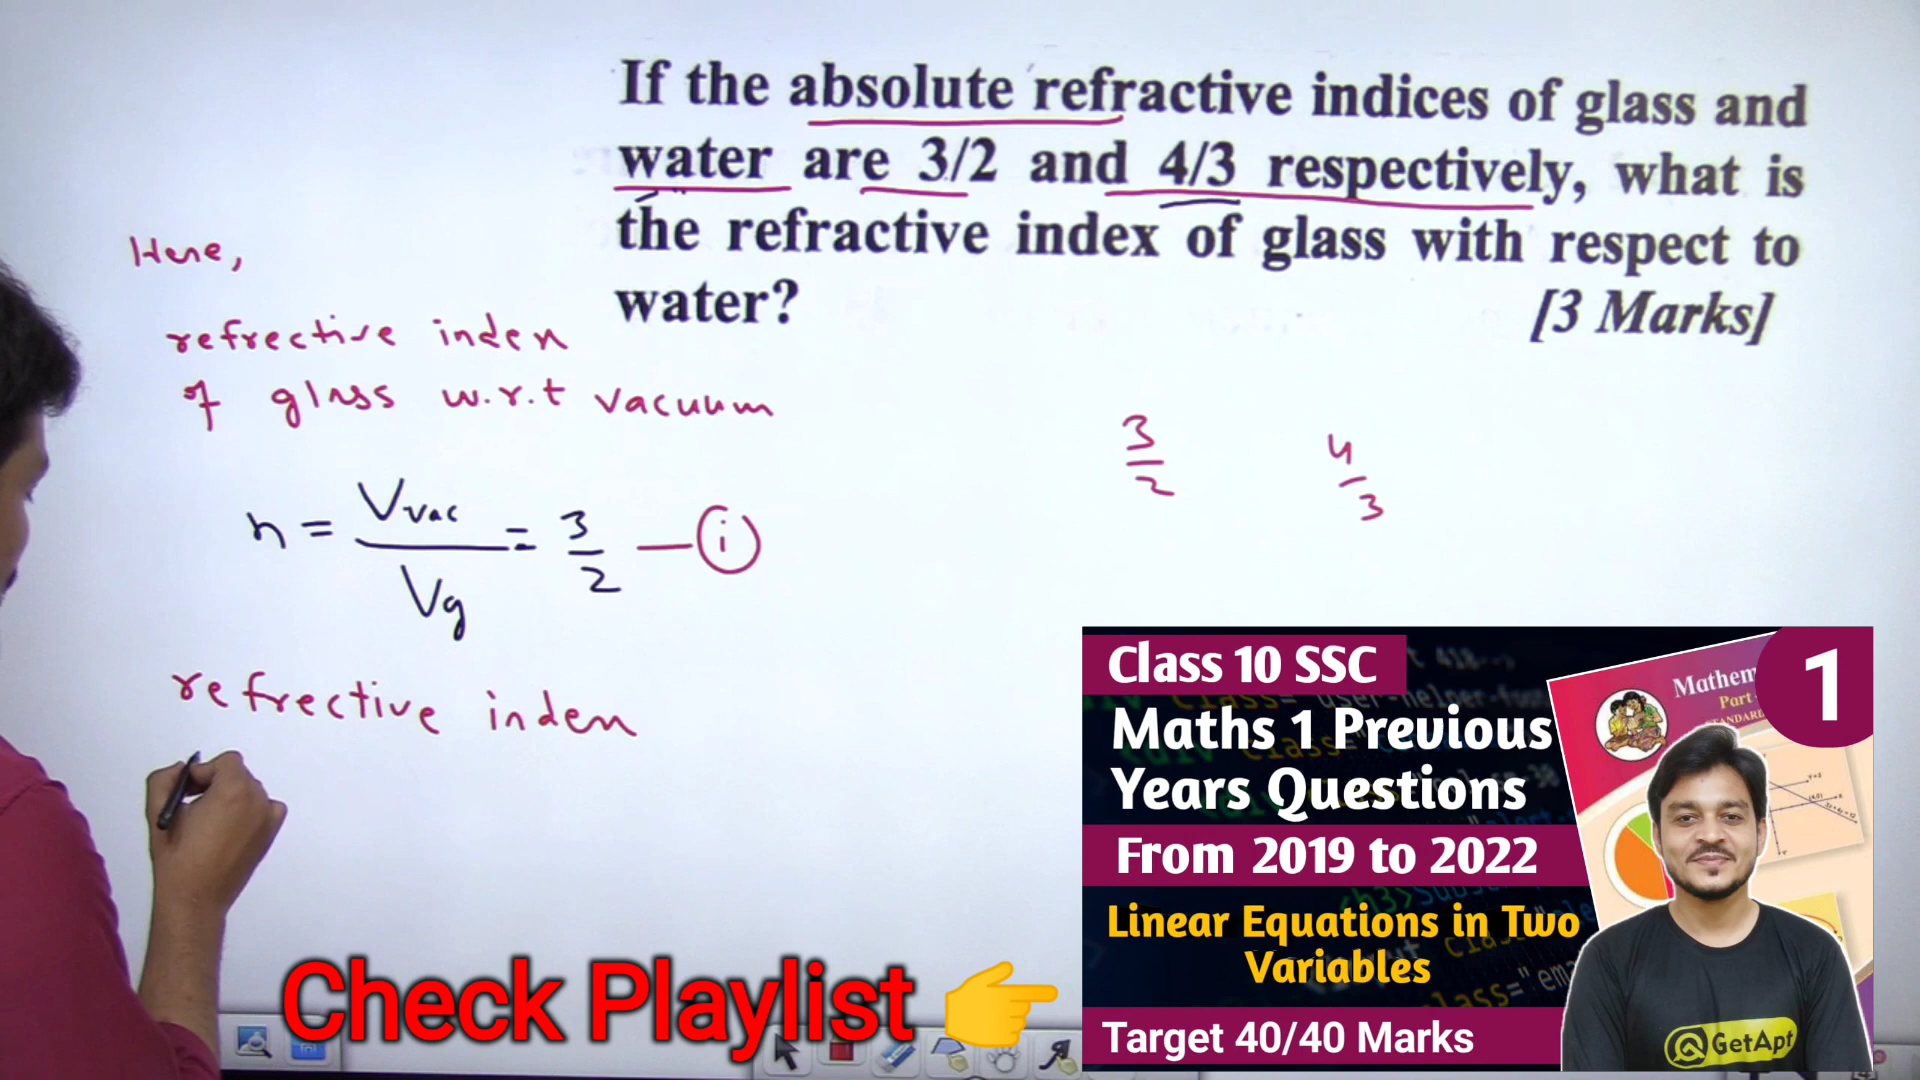 If the absolute refractive indices of glass and
water are 3/2 and 4/3 respectively, what is
the refractive index of glass with respect to
water?
[3 Marks]
Here,
refrective index
of glass w.r.t vacuum
n = Vvac / Vg = 3/2 — (i)
3/2 4/3
refrective index
Class 10 SSC
Maths 1 Previous
Years Questions
From 2019 to 2022
Linear Equations in Two
Variables
Target 40/40 Marks
1
Mathem
Part
STANDARD
GetApt
Check Playlist